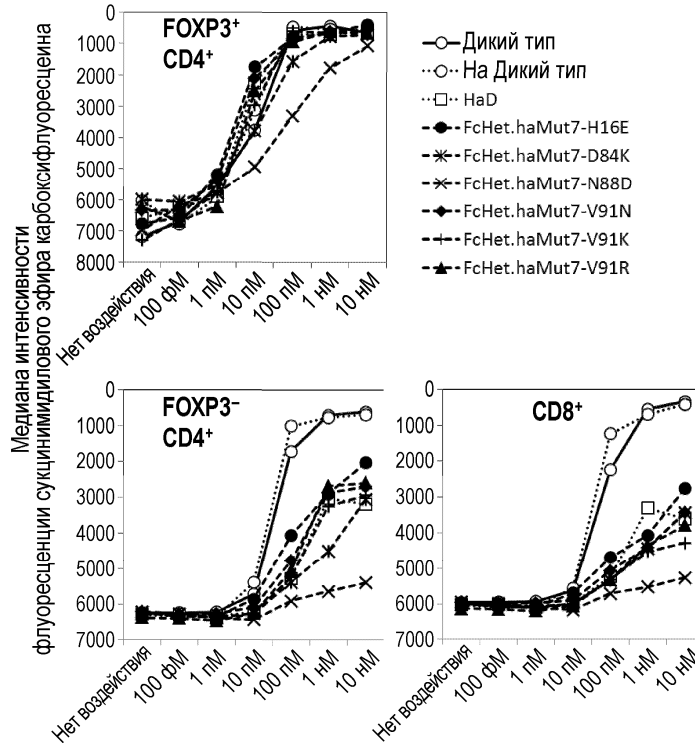 Медиана интенсивности
флуоресценции сукцинимидилового эфира карбоксифлуоресцеина
FOXP3⁺
CD4⁺
0
1000
2000
3000
4000
5000
6000
7000
8000
Нет воздействия
100 фМ
1 пМ
10 пМ
100 пМ
1 нМ
10 нМ
Дикий тип
На Дикий тип
HaD
FcHet.haMut7-H16E
FcHet.haMut7-D84K
FcHet.haMut7-N88D
FcHet.haMut7-V91N
FcHet.haMut7-V91K
FcHet.haMut7-V91R
FOXP3⁻
CD4⁺
0
1000
2000
3000
4000
5000
6000
7000
Нет воздействия
100 фМ
1 пМ
10 пМ
100 пМ
1 нМ
10 нМ
CD8⁺
0
1000
2000
3000
4000
5000
6000
7000
Нет воздействия
100 фМ
1 пМ
10 пМ
100 пМ
1 нМ
10 нМ